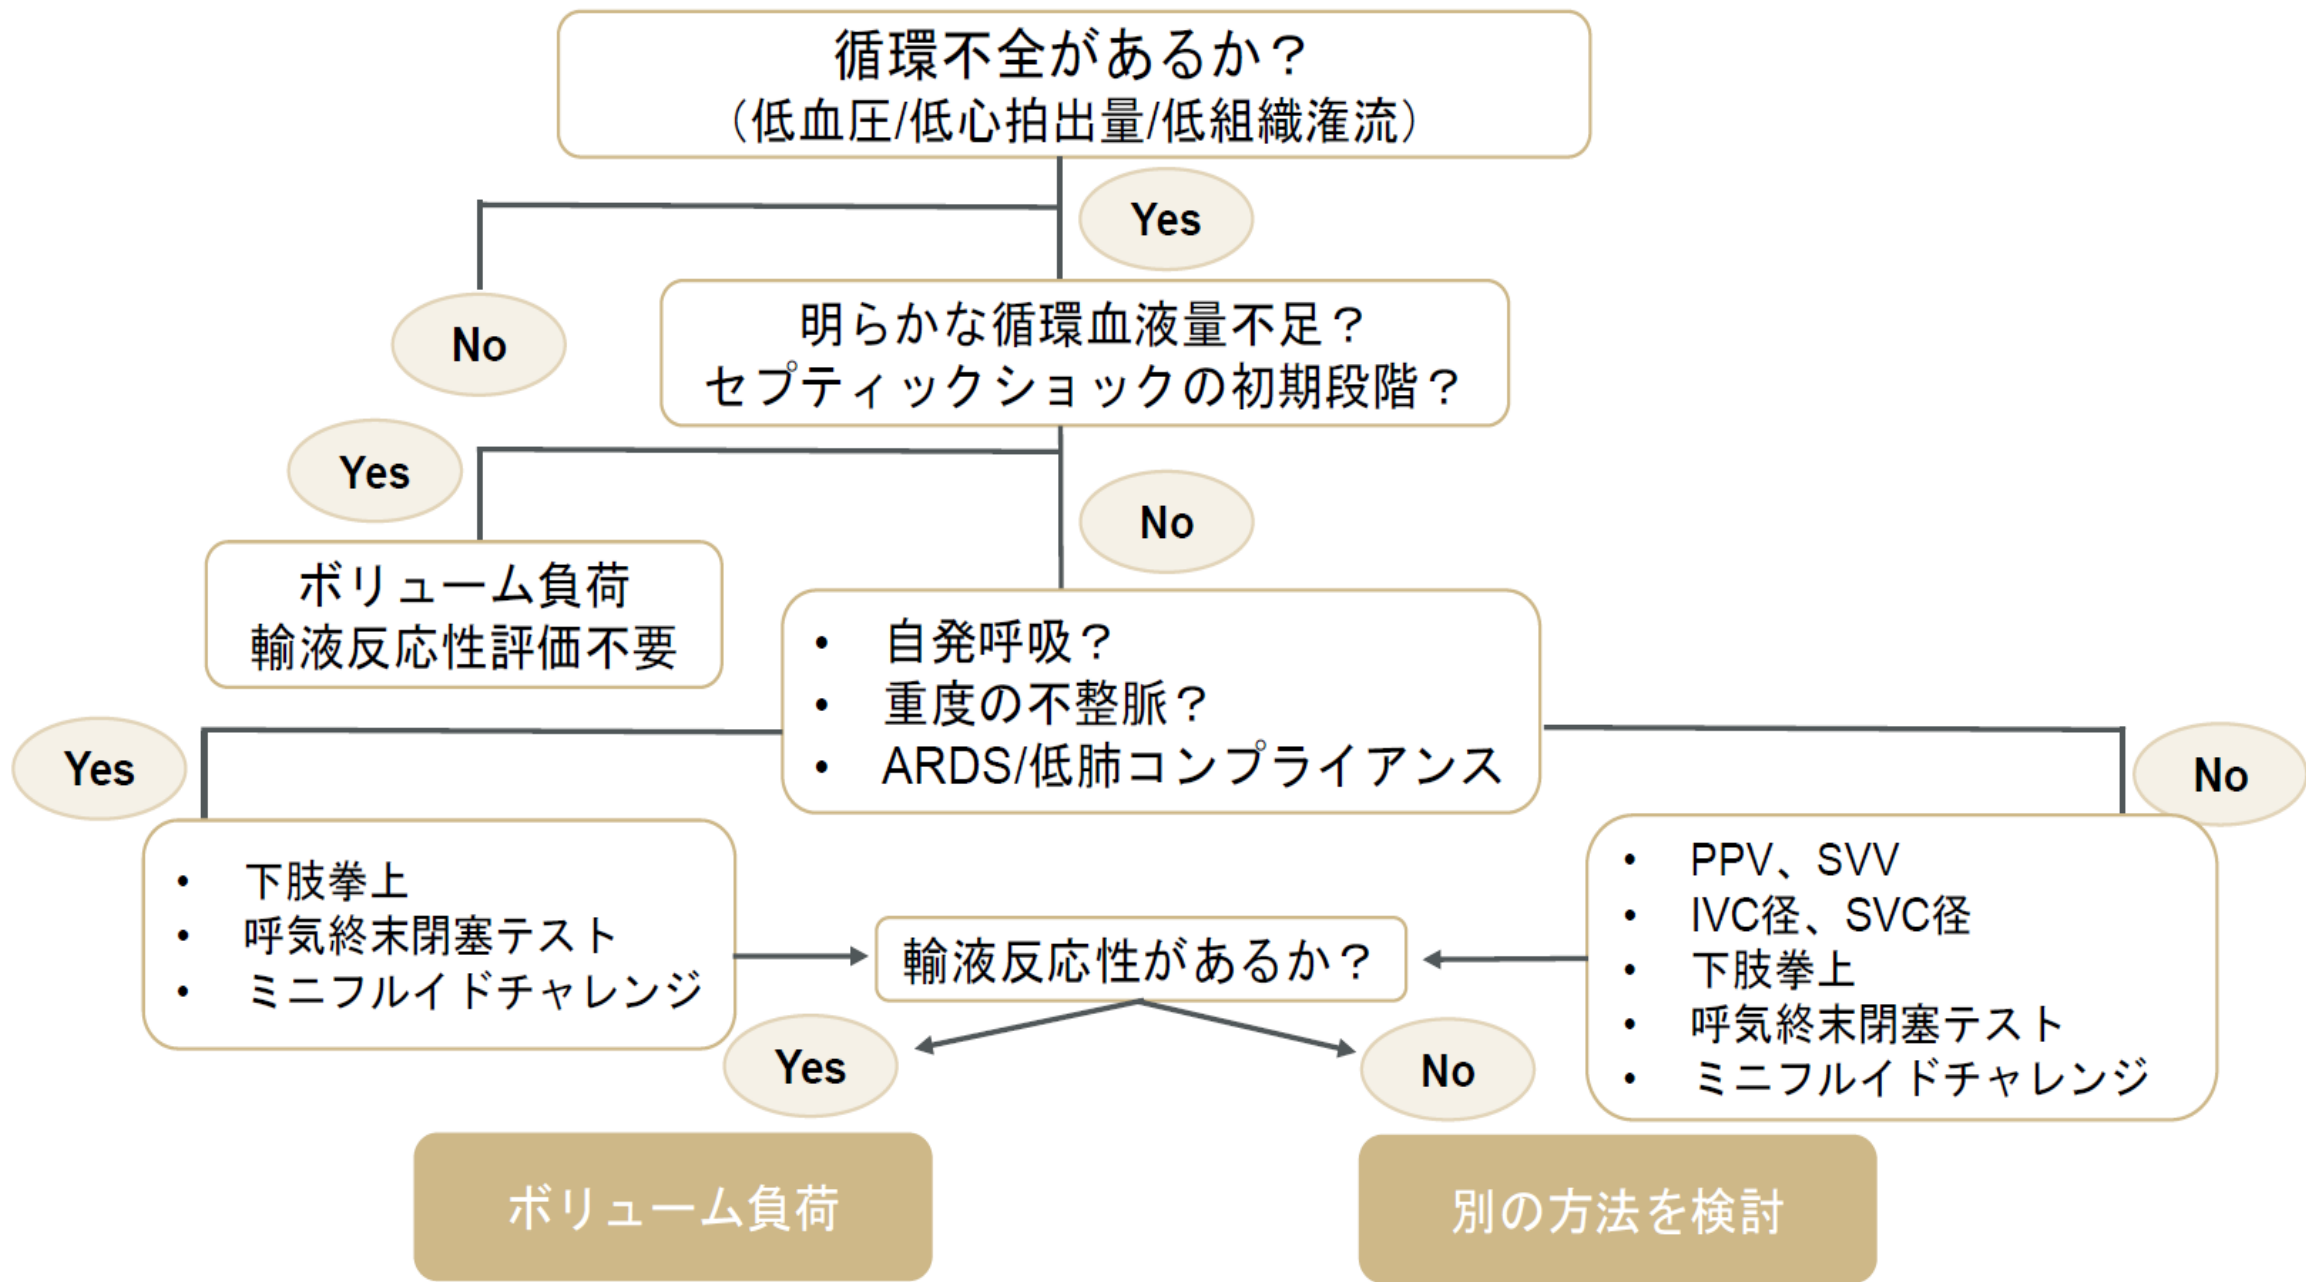 循環不全があるか？
（低血圧/低心拍出量/低組織潅流）
Yes
No
明らかな循環血液量不足？
セプティックショックの初期段階？
Yes
No
ボリューム負荷
輸液反応性評価不要
• 自発呼吸？
• 重度の不整脈？
• ARDS/低肺コンプライアンス
Yes
No
• 下肢拳上
• 呼気終末閉塞テスト
• ミニフルイドチャレンジ
輸液反応性があるか？
• PPV、SVV
• IVC径、SVC径
• 下肢拳上
• 呼気終末閉塞テスト
• ミニフルイドチャレンジ
Yes
No
ボリューム負荷
別の方法を検討